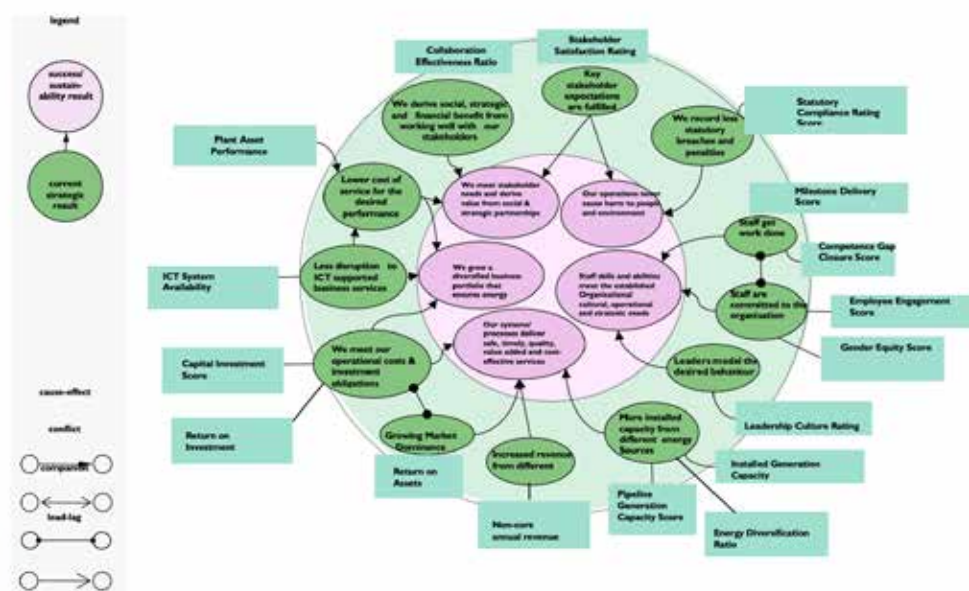 legend
success/
sustain-
ability result
current
strategic
result
cause-effect
conflict
companion
lead-lag
Collaboration
Effectiveness Ratio
Stakeholder
Satisfaction Rating
Statutory
Compliance Rating
Score
Plant Asset
Performance
We derive social, strategic
and financial benefit from
working well with our
stakeholders
Key
stakeholder
expectations
are fulfilled.
We record less
statutory
breaches and
penalties
Milestone Delivery
Score
Lower cost of
service for the
desired
performance
We meet stakeholder
needs and derive
value from social &
strategic partnerships
Our operations never
cause harm to people
and environment
Staff get
work done
Competence Gap
Closure Score
ICT System
Availability
Less disruption to
ICT supported
business services
We grow a
diversified business
portfolio that
ensures energy
Staff skills and abilities
meet the established
Organisational
cultural, operational
and strategic needs
Staff are
committed to the
organisation
Employee Engagement
Score
Gender Equity Score
Our systems/
processes deliver
safe, timely, quality,
value added and cost-
effective services
Capital Investment
Score
We meet our
operational costs &
investment
obligations
Leaders model the
desired behaviour
Return on
Investment
Growing Market
Dominance
More installed
capacity from
different energy
Sources
Leadership Culture Rating
Return on
Assets
Increased revenue
from different
Installed Generation
Capacity
Pipeline
Generation
Capacity Score
Non-core
annual revenue
Energy Diversification
Ratio